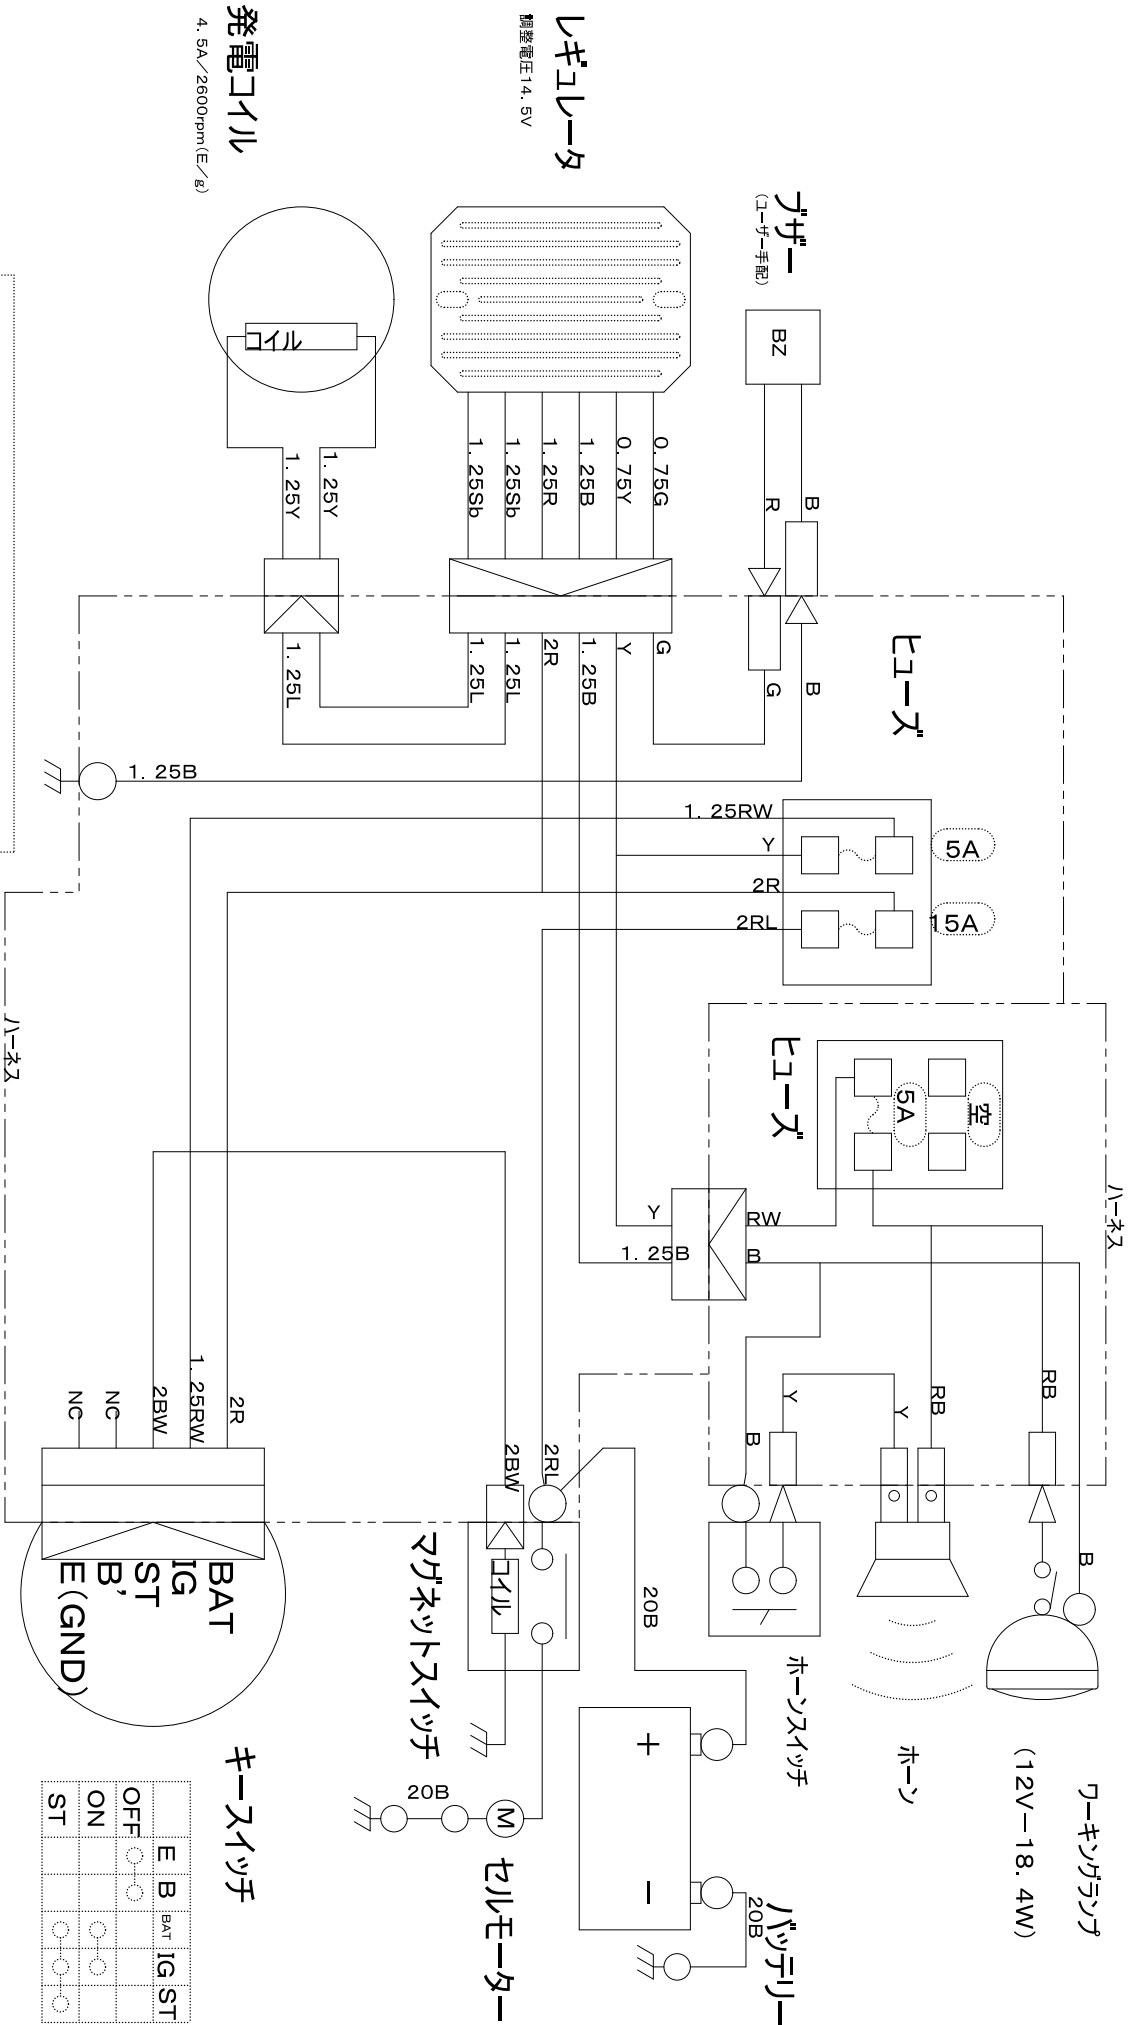 発電コイル
4. 5A／2600rpm(E／g)
レギュレータ
調整電圧14. 5V
ブザー
(ユーザー手配)
BZ
コイル
1. 25Y
1. 25Y
1. 25Sb
1. 25Sb
1. 25R
1. 25B
0. 75Y
0. 75G
R
B
1. 25L
1. 25L
1. 25L
2R
1. 25B
Y
G
G
B
1. 25B
ヒューズ
1. 25RW
Y
2R
2RL
5A
15A
ハーネス
ヒューズ
5A
空
ハーネス
Y
1. 25B
RW
B
NC
NC
2BW
1. 25RW
2R
2BW
2RL
B
Y
Y
RB
RB
B
BAT
IG
ST
B’
E(GND)
コイル
マグネットスイッチ
20B
ホーンスイッチ
ホーン
ワーキングランプ
(12V－18. 4W)
キースイッチ
20B
M
セルモーター
＋
－
20B
バッテリー
E B BAT IG ST
OFF
ON
ST